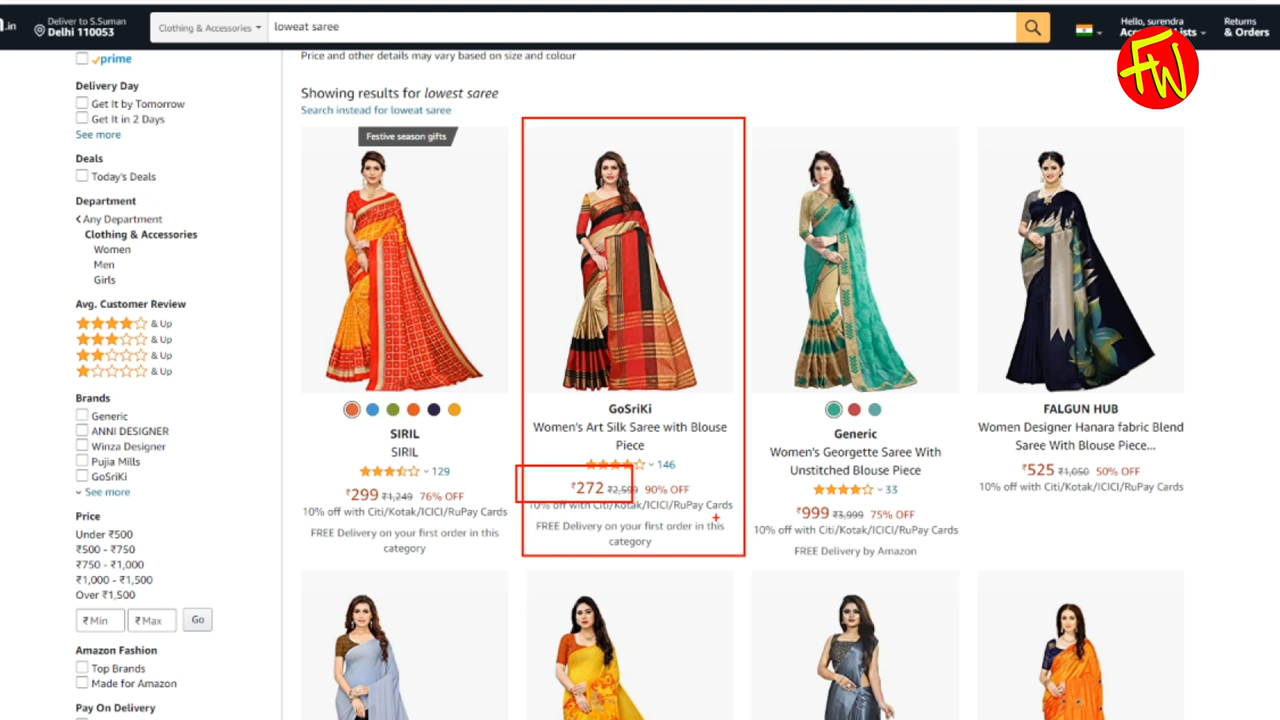 .in
Deliver to S.Suman
Delhi 110053
Clothing & Accessories
loweat saree
Hello, surendra
Returns
& Orders
FW
prime
Delivery Day
Get It by Tomorrow
Get It in 2 Days
See more
Deals
Today's Deals
Department
Any Department
Clothing & Accessories
Women
Men
Girls
Avg. Customer Review
& Up
& Up
& Up
& Up
Brands
Generic
ANNI DESIGNER
Winza Designer
Pujia Mills
GoSriKi
See more
Price
Under ₹500
₹500 - ₹750
₹750 - ₹1,000
₹1,000 - ₹1,500
Over ₹1,500
₹ Min
₹ Max
Go
Amazon Fashion
Top Brands
Made for Amazon
Pay On Delivery
Price and other details may vary based on size and colour
Showing results for lowest saree
Search instead for loweat saree
Festive season gifts
SIRIL
SIRIL
129
₹299 ₹1,249 76% OFF
10% off with Citi/Kotak/ICICI/RuPay Cards
FREE Delivery on your first order in this
category
GoSriKi
Women's Art Silk Saree with Blouse
Piece
146
₹272 ₹2,599 90% OFF
10% off with Citi/Kotak/ICICI/RuPay Cards
FREE Delivery on your first order in this
category
Generic
Women's Georgette Saree With
Unstitched Blouse Piece
33
₹999 ₹3,999 75% OFF
10% off with Citi/Kotak/ICICI/RuPay Cards
FREE Delivery by Amazon
FALGUN HUB
Women Designer Hanara fabric Blend
Saree With Blouse Piece...
₹525 ₹1,050 50% OFF
10% off with Citi/Kotak/ICICI/RuPay Cards